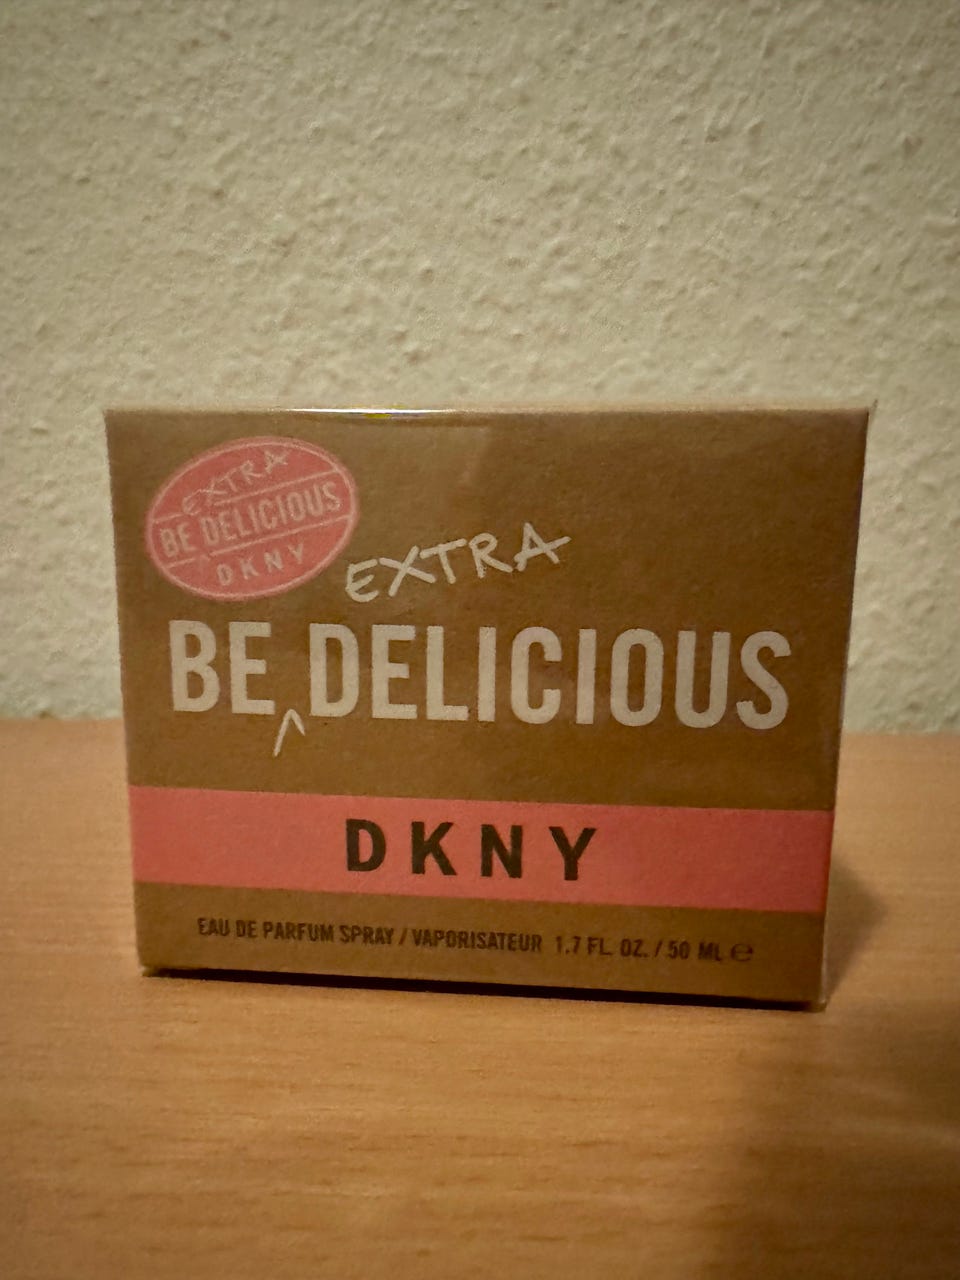 EXTRA
BE DELICIOUS
DKNY
EXTRA
BE DELICIOUS
DKNY
EAU DE PARFUM SPRAY / VAPORISATEUR 1.7 FL. OZ. / 50 ML ℮